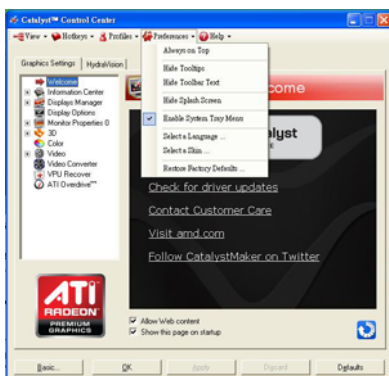 Catalyst™ Control Center
View Hotkeys Profiles Preferences Help
Always on Top
Hide Tooltips
Hide Toolbar Text
Hide Splash Screen
Enable System Tray Menu
Select a Language ...
Select a Skin ...
Restore Factory Defaults ...
Graphics Settings HydraVision
Welcome
Information Center
Displays Manager
Display Options
Monitor Properties 0
3D
Color
Video
Video Converter
VPU Recover
ATI Overdrive™
come
alyst
Check for driver updates
Contact Customer Care
Visit amd.com
Follow CatalystMaker on Twitter
ATI
RADEON
PREMIUM
GRAPHICS
Allow Web content
Show this page on startup
Basic... OK Apply Discard Defaults